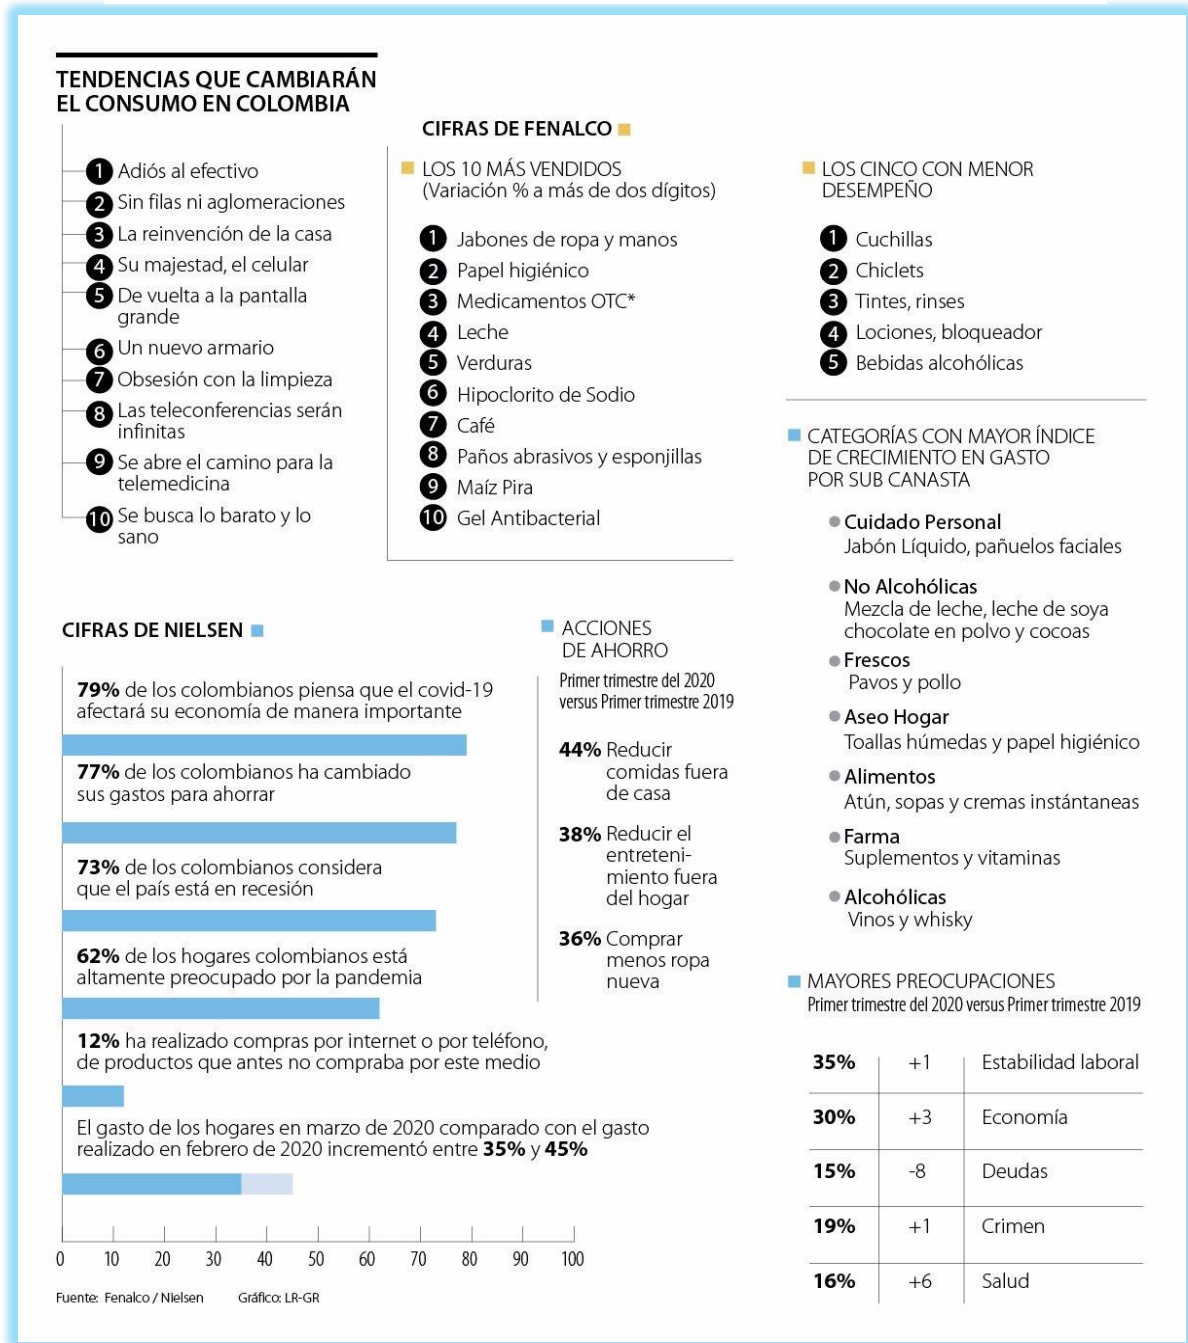 TENDENCIAS QUE CAMBIARÁN
EL CONSUMO EN COLOMBIA
1 Adiós al efectivo
2 Sin filas ni aglomeraciones
3 La reinvención de la casa
4 Su majestad, el celular
5 De vuelta a la pantalla
grande
6 Un nuevo armario
7 Obsesión con la limpieza
8 Las teleconferencias serán
infinitas
9 Se abre el camino para la
telemedicina
10 Se busca lo barato y lo
sano
CIFRAS DE FENALCO
LOS 10 MÁS VENDIDOS
(Variación % a más de dos dígitos)
1 Jabones de ropa y manos
2 Papel higiénico
3 Medicamentos OTC*
4 Leche
5 Verduras
6 Hipoclorito de Sodio
7 Café
8 Paños abrasivos y esponjillas
9 Maíz Pira
10 Gel Antibacterial
LOS CINCO CON MENOR
DESEMPEÑO
1 Cuchillas
2 Chiclets
3 Tintes, rinses
4 Lociones, bloqueador
5 Bebidas alcohólicas
CATEGORÍAS CON MAYOR ÍNDICE
DE CRECIMIENTO EN GASTO
POR SUB CANASTA
Cuidado Personal
Jabón Líquido, pañuelos faciales
No Alcohólicas
Mezcla de leche, leche de soya
chocolate en polvo y cocoas
Frescos
Pavos y pollo
Aseo Hogar
Toallas húmedas y papel higiénico
Alimentos
Atún, sopas y cremas instántaneas
Farma
Suplementos y vitaminas
Alcohólicas
Vinos y whisky
CIFRAS DE NIELSEN
79% de los colombianos piensa que el covid-19
afectará su economía de manera importante
77% de los colombianos ha cambiado
sus gastos para ahorrar
73% de los colombianos considera
que el país está en recesión
62% de los hogares colombianos está
altamente preocupado por la pandemia
12% ha realizado compras por internet o por teléfono,
de productos que antes no compraba por este medio
El gasto de los hogares en marzo de 2020 comparado con el gasto
realizado en febrero de 2020 incrementó entre 35% y 45%
0 10 20 30 40 50 60 70 80 90 100
ACCIONES
DE AHORRO
Primer trimestre del 2020
versus Primer trimestre 2019
44% Reducir
comidas fuera
de casa
38% Reducir el
entreteni-
miento fuera
del hogar
36% Comprar
menos ropa
nueva
MAYORES PREOCUPACIONES
Primer trimestre del 2020 versus Primer trimestre 2019
35% +1 Estabilidad laboral
30% +3 Economía
15% -8 Deudas
19% +1 Crimen
16% +6 Salud
Fuente: Fenalco / Nielsen Gráfico: LR-GR